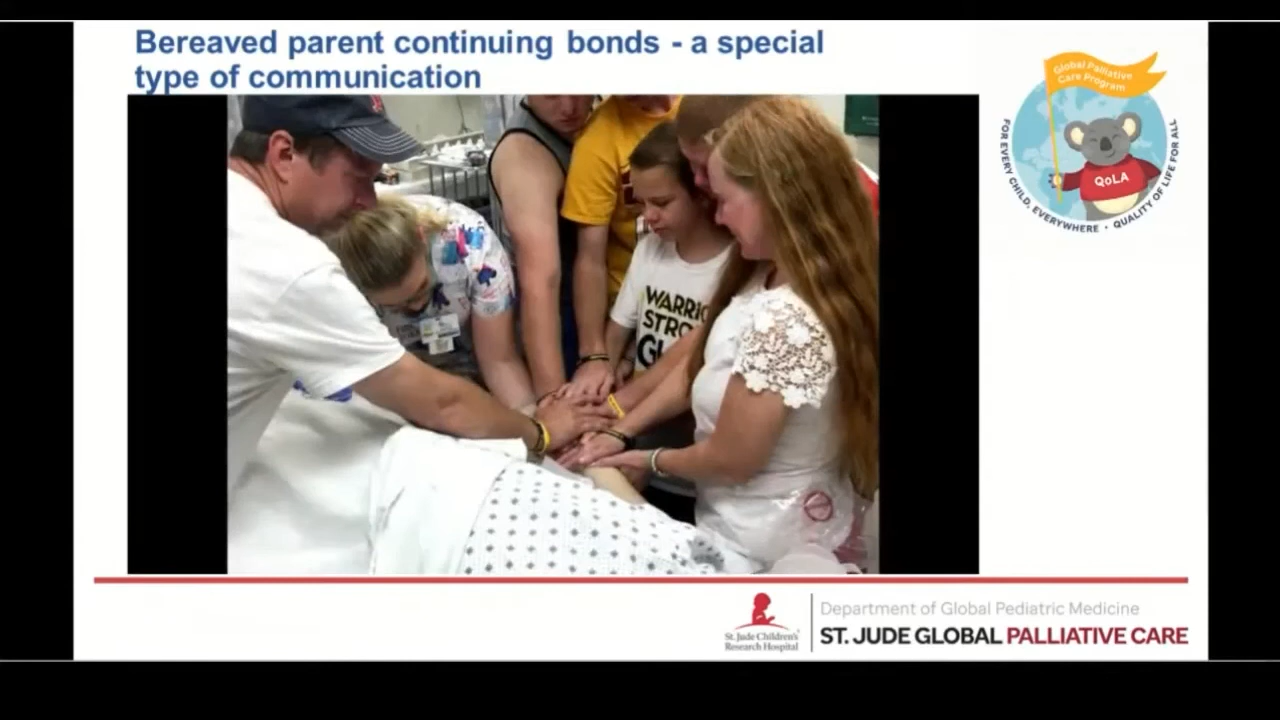 Bereaved parent continuing bonds - a special
type of communication
Global Palliative
Care Program
FOR EVERY CHILD, EVERYWHERE • QUALITY OF LIFE FOR ALL
QoLA
STRO
St. Jude Children's
Research Hospital
Department of Global Pediatric Medicine
ST. JUDE GLOBAL PALLIATIVE CARE